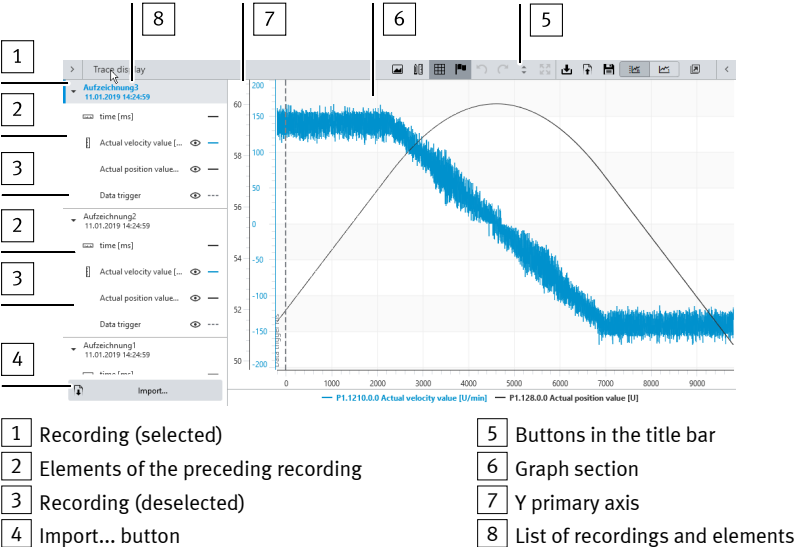 8
7
6
5
1
2
3
2
3
4
Trace display
Aufzeichnung3
11.01.2019 14:24:59
time [ms]
Actual velocity value [...
Actual position value...
Data trigger
Aufzeichnung2
11.01.2019 14:24:59
time [ms]
Actual velocity value [...
Actual position value...
Data trigger
Aufzeichnung1
11.01.2019 14:24:59
time [ms]
Import...
60
58
56
54
52
50
200
150
100
50
0
-50
-100
-150
-200
Data trigger
0 1000 2000 3000 4000 5000 6000 7000 8000 9000
P1.1210.0.0 Actual velocity value [U/min] P1.128.0.0 Actual position value [U]
1 Recording (selected)
2 Elements of the preceding recording
3 Recording (deselected)
4 Import... button
5 Buttons in the title bar
6 Graph section
7 Y primary axis
8 List of recordings and elements